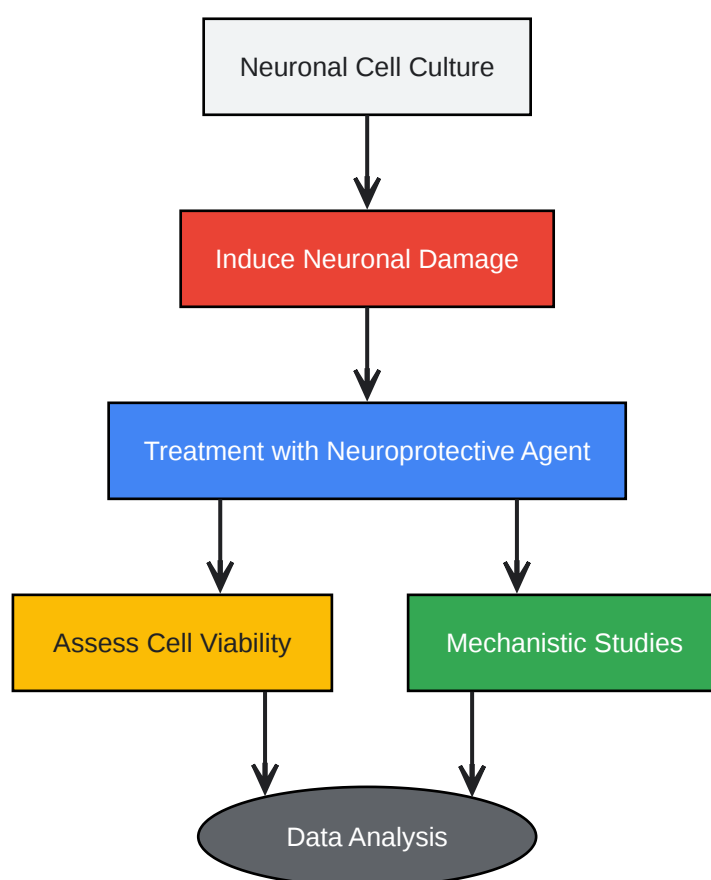 Neuronal Cell Culture
Induce Neuronal Damage
Treatment with Neuroprotective Agent
Assess Cell Viability
Mechanistic Studies
Data Analysis